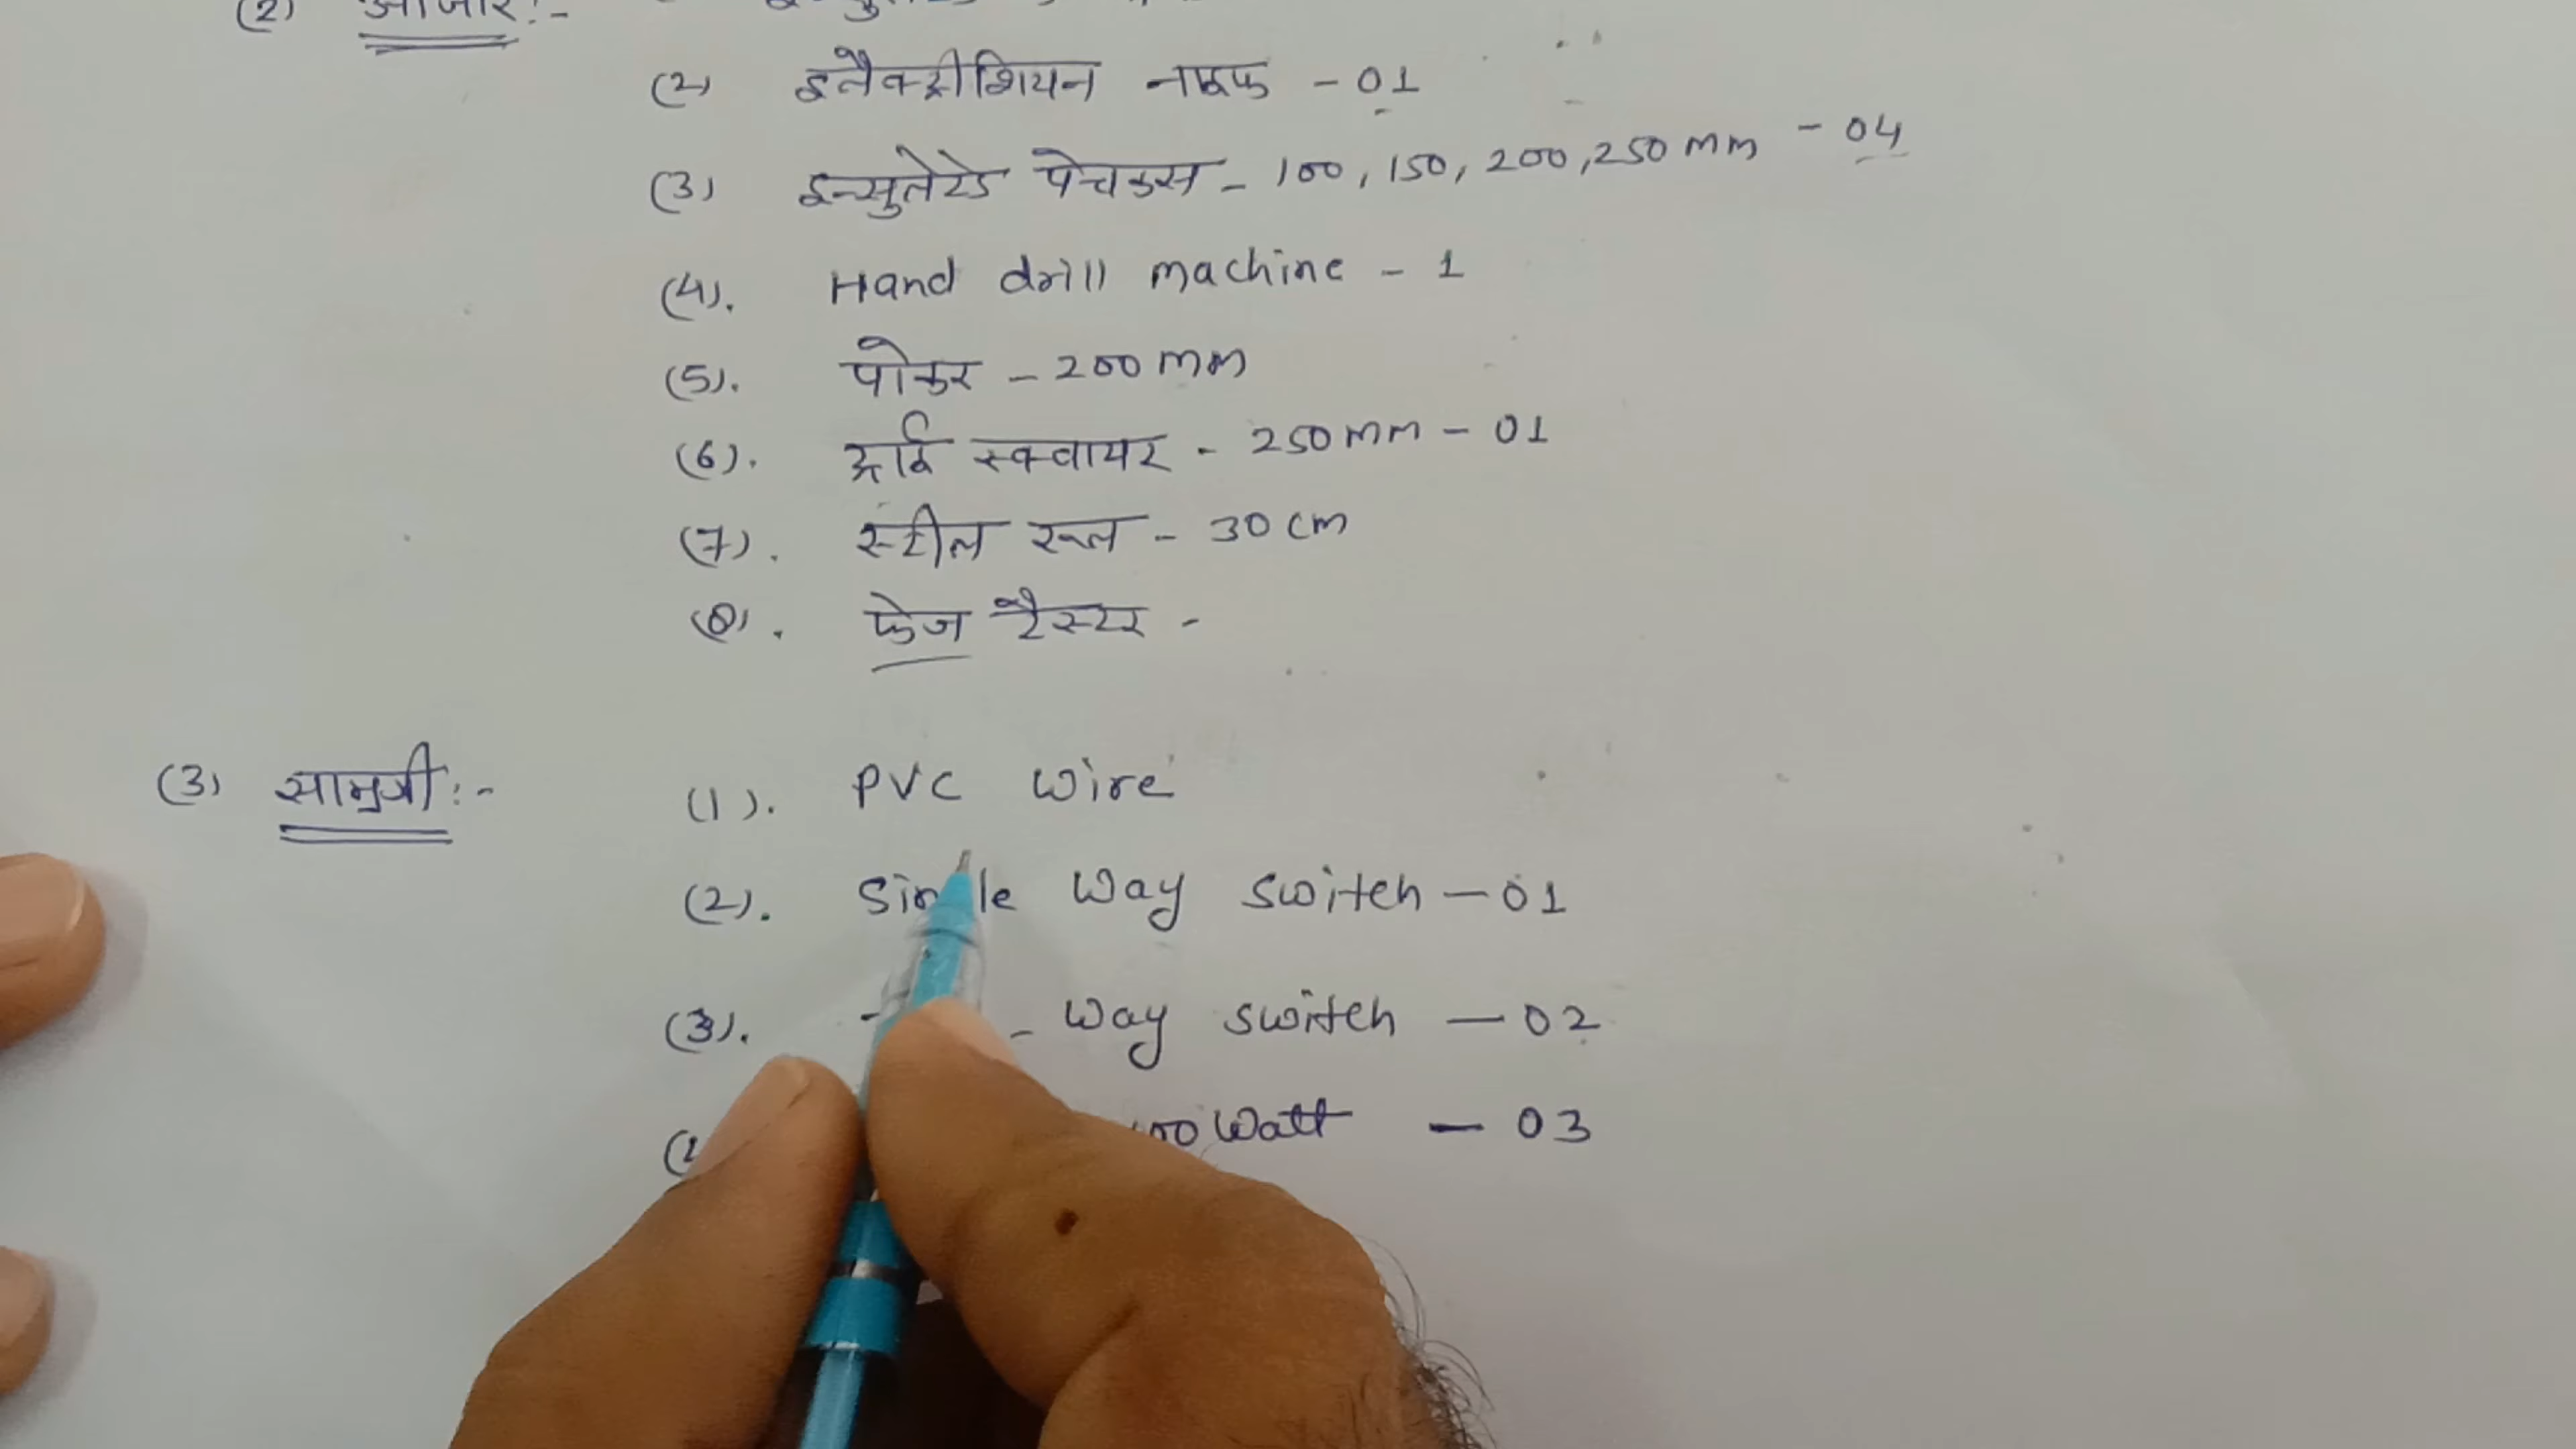 (2) औजार :-
(2) इलैक्ट्रीशियन नाइफ - 01
(3) इन्सुलेटेड पेचकस - 100, 150, 200, 250 mm - 04
(4). Hand drill machine - 1
(5). पोकर - 200 mm
(6). ट्राई स्क्वायर - 250 mm - 01
(7). स्टील रूल - 30 cm
(8). फेज टैस्टर -
(3) सामग्री :- (1). PVC wire
(2). Single way switch - 01
(3). - way switch - 02
Watt - 03